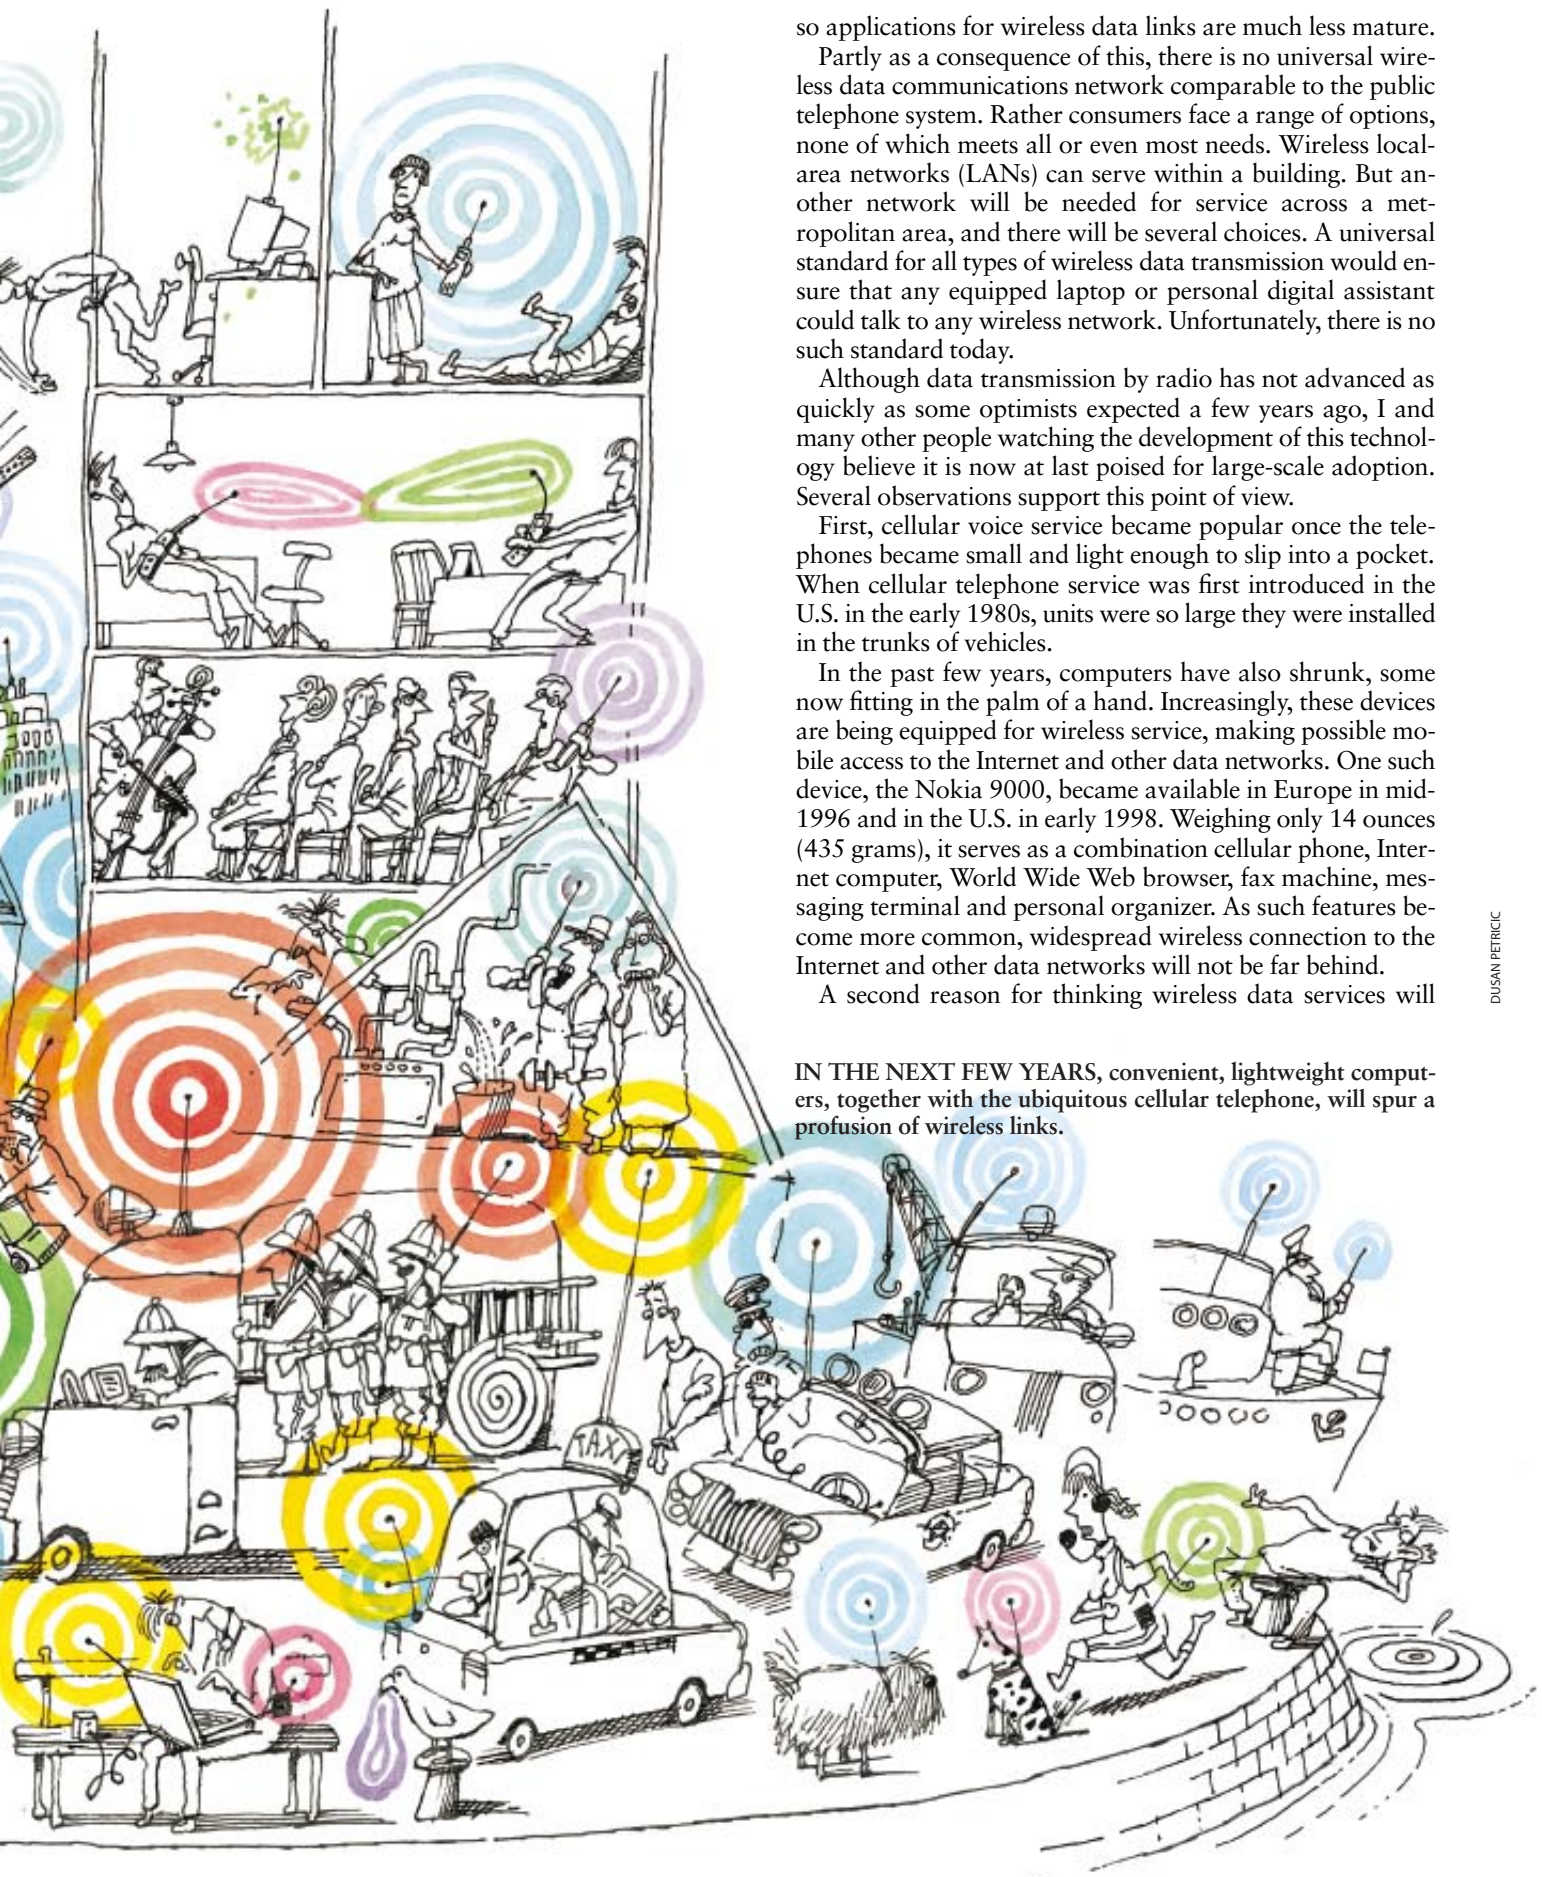 so applications for wireless data links are much less mature.
Partly as a consequence of this, there is no universal wire-
less data communications network comparable to the public
telephone system. Rather consumers face a range of options,
none of which meets all or even most needs. Wireless local-
area networks (LANs) can serve within a building. But an-
other network will be needed for service across a met-
ropolitan area, and there will be several choices. A universal
standard for all types of wireless data transmission would en-
sure that any equipped laptop or personal digital assistant
could talk to any wireless network. Unfortunately, there is no
such standard today.
Although data transmission by radio has not advanced as
quickly as some optimists expected a few years ago, I and
many other people watching the development of this technol-
ogy believe it is now at last poised for large-scale adoption.
Several observations support this point of view.
First, cellular voice service became popular once the tele-
phones became small and light enough to slip into a pocket.
When cellular telephone service was first introduced in the
U.S. in the early 1980s, units were so large they were installed
in the trunks of vehicles.
In the past few years, computers have also shrunk, some
now fitting in the palm of a hand. Increasingly, these devices
are being equipped for wireless service, making possible mo-
bile access to the Internet and other data networks. One such
device, the Nokia 9000, became available in Europe in mid-
1996 and in the U.S. in early 1998. Weighing only 14 ounces
(435 grams), it serves as a combination cellular phone, Inter-
net computer, World Wide Web browser, fax machine, mes-
saging terminal and personal organizer. As such features be-
come more common, widespread wireless connection to the
Internet and other data networks will not be far behind.
A second reason for thinking wireless data services will
DUSAN PETRICIC
IN THE NEXT FEW YEARS, convenient, lightweight comput-
ers, together with the ubiquitous cellular telephone, will spur a
profusion of wireless links.
TAXI